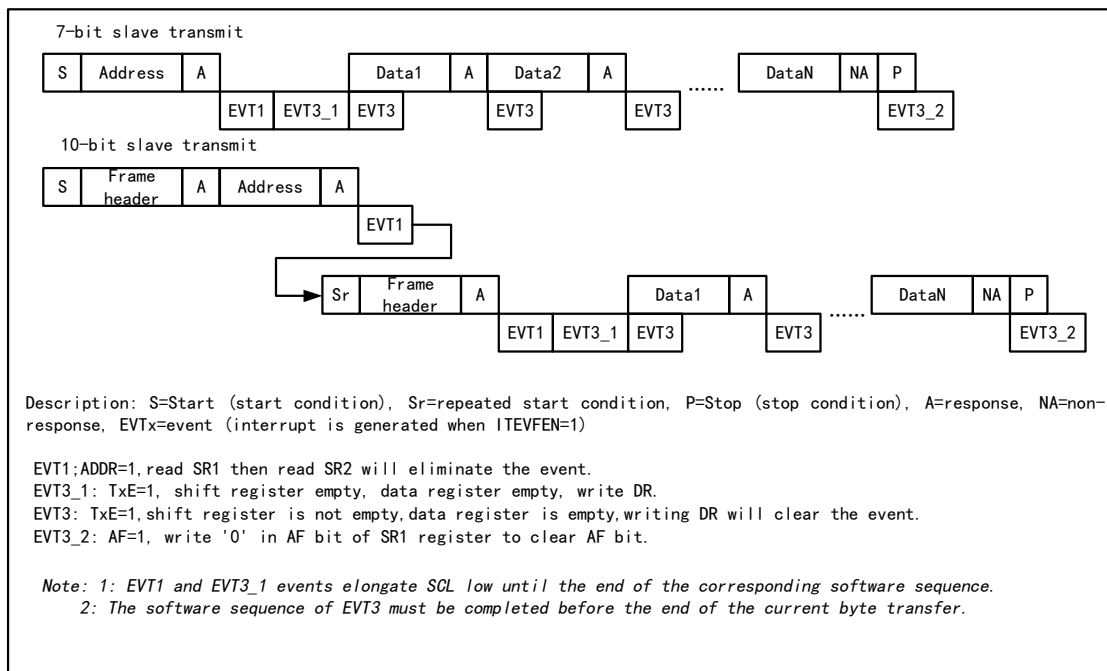 7-bit slave transmit
S Address A Data1 A Data2 A ...... DataN NA P
EVT1 EVT3_1 EVT3 EVT3 EVT3 EVT3_2
10-bit slave transmit
S Frame header A Address A
EVT1
Sr Frame header A Data1 A ...... DataN NA P
EVT1 EVT3_1 EVT3 EVT3 EVT3_2
Description: S=Start (start condition), Sr=repeated start condition, P=Stop (stop condition), A=response, NA=non-
response, EVTx=event (interrupt is generated when ITEVFEN=1)
EVT1;ADDR=1,read SR1 then read SR2 will eliminate the event.
EVT3_1: TxE=1, shift register empty, data register empty, write DR.
EVT3: TxE=1,shift register is not empty,data register is empty,writing DR will clear the event.
EVT3_2: AF=1, write '0' in AF bit of SR1 register to clear AF bit.
Note: 1: EVT1 and EVT3_1 events elongate SCL low until the end of the corresponding software sequence.
2: The software sequence of EVT3 must be completed before the end of the current byte transfer.